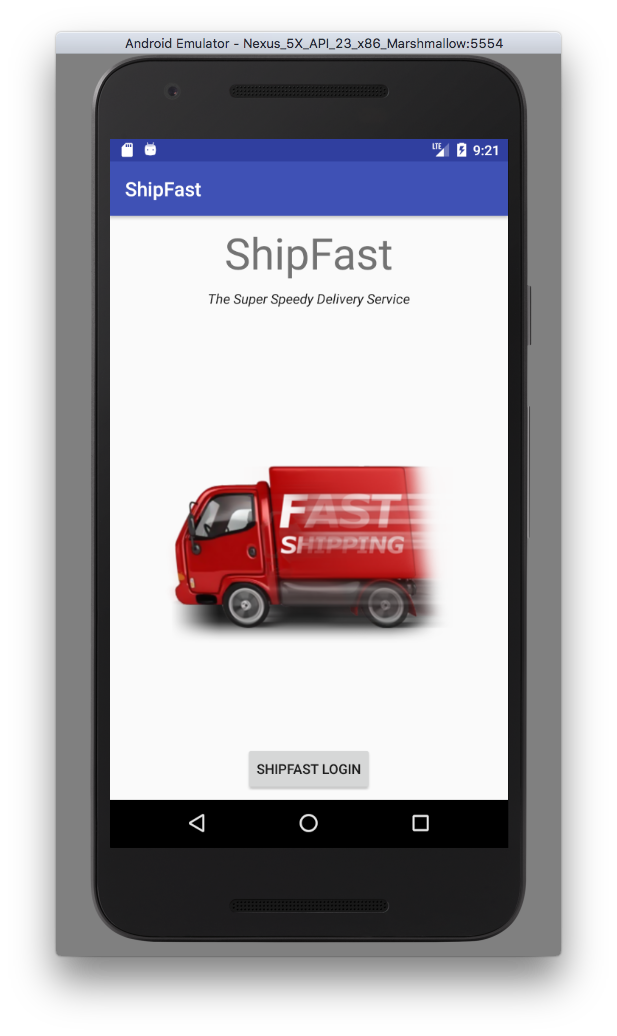 Android Emulator - Nexus_5X_API_23_x86_Marshmallow:5554
LTE 9:21
ShipFast
ShipFast
The Super Speedy Delivery Service
FAST
SHIPPING
SHIPFAST LOGIN